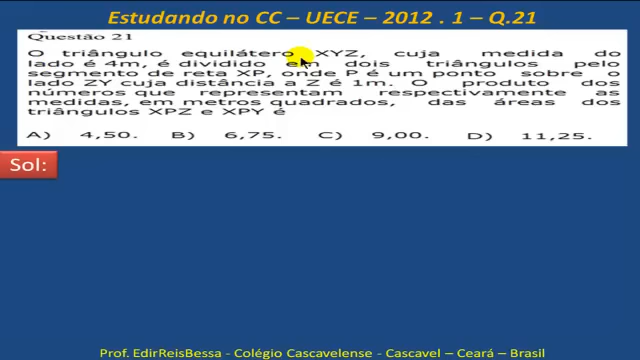 Estudando no CC – UECE – 2012 . 1 – Q.21
Questão 21
O triângulo equilátero XYZ, cuja medida do
lado é 4m, é dividido em dois triângulos pelo
segmento de reta XP, onde P é um ponto sobre o
lado ZY cuja distância a Z é 1m. O produto dos
números que representam respectivamente as
medidas, em metros quadrados, das áreas dos
triângulos XPZ e XPY é
A) 4,50. B) 6,75. C) 9,00. D) 11,25.
Sol:
Prof. EdirReisBessa - Colégio Cascavelense - Cascavel – Ceará – Brasil